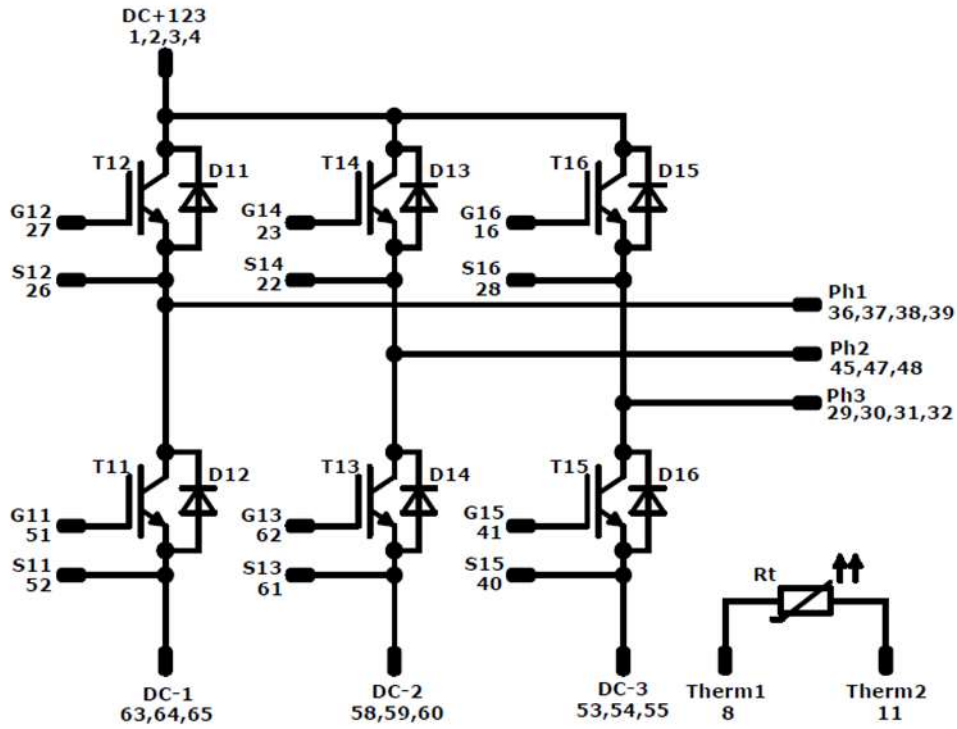 DC+123
1,2,3,4
T12
D11
T14
D13
T16
D15
G12
27
G14
23
G16
16
S12
26
S14
22
S16
28
Ph1
36,37,38,39
Ph2
45,47,48
Ph3
29,30,31,32
T11
D12
T13
D14
T15
D16
G11
51
G13
62
G15
41
S11
52
S13
61
S15
40
Rt
DC-1
63,64,65
DC-2
58,59,60
DC-3
53,54,55
Therm1
8
Therm2
11